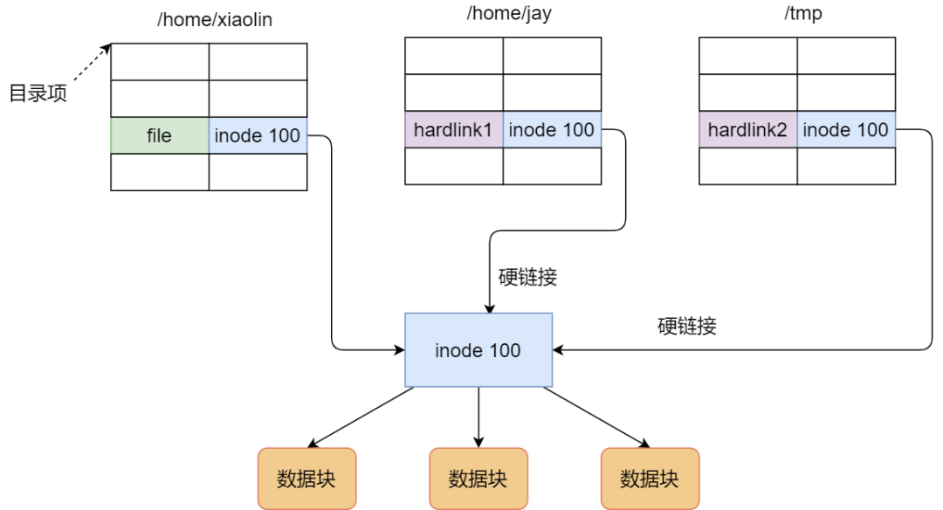 /home/xiaolin
/home/jay
/tmp
目录项
file
inode 100
hardlink1
inode 100
hardlink2
inode 100
硬链接
硬链接
inode 100
数据块
数据块
数据块